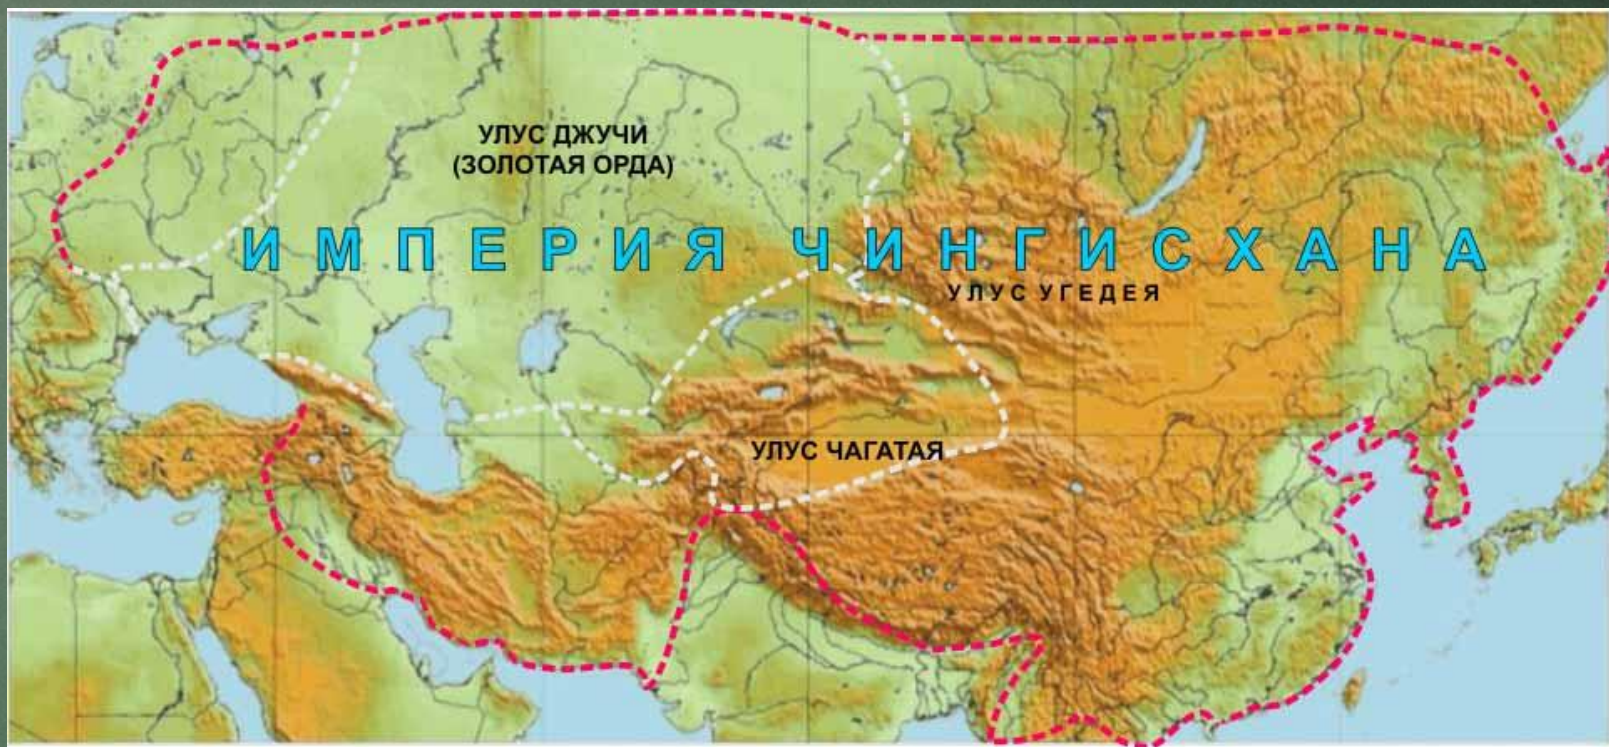 УЛУС ДЖУЧИ
(ЗОЛОТАЯ ОРДА)
ИМПЕРИЯ ЧИНГИСХАНА
УЛУС УГЕДЕЯ
УЛУС ЧАГАТАЯ